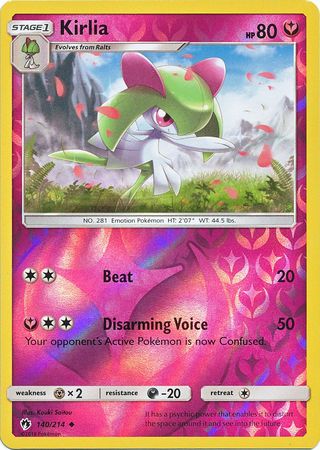 STAGE 1
Kirlia
HP 80
Evolves from Ralts
NO. 281 Emotion Pokémon HT: 2'07" WT: 44.5 lbs.
Beat 20
Disarming Voice 50
Your opponent's Active Pokémon is now Confused.
weakness ×2 resistance -20 retreat
Illus. Kouki Saitou
140/214
©2018 Pokémon
It has a psychic power that enables it to distort
the space around it and see into the future.